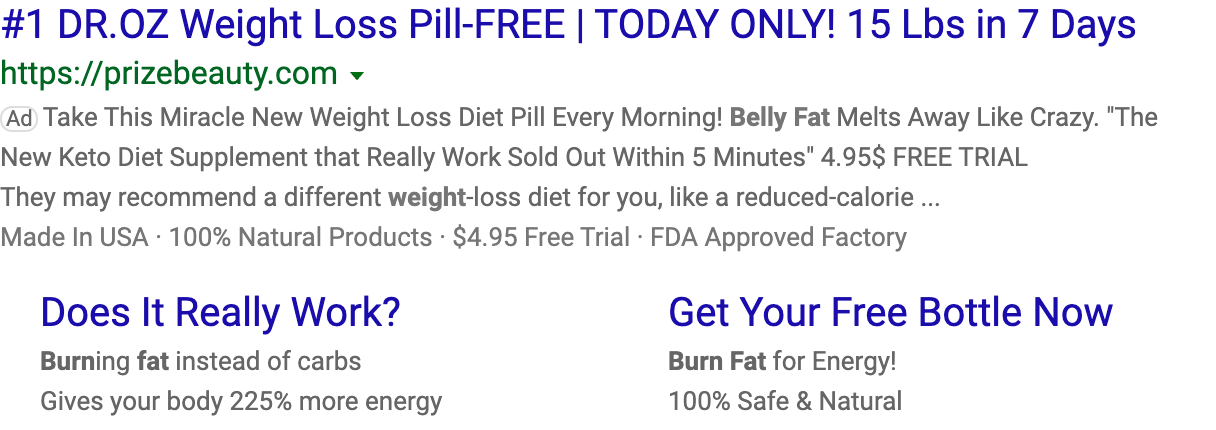 #1 DR.OZ Weight Loss Pill-FREE | TODAY ONLY! 15 Lbs in 7 Days
https://prizebeauty.com
Ad Take This Miracle New Weight Loss Diet Pill Every Morning! Belly Fat Melts Away Like Crazy. "The
New Keto Diet Supplement that Really Work Sold Out Within 5 Minutes" 4.95$ FREE TRIAL
They may recommend a different weight-loss diet for you, like a reduced-calorie ...
Made In USA · 100% Natural Products · $4.95 Free Trial · FDA Approved Factory
Does It Really Work?
Burning fat instead of carbs
Gives your body 225% more energy
Get Your Free Bottle Now
Burn Fat for Energy!
100% Safe & Natural